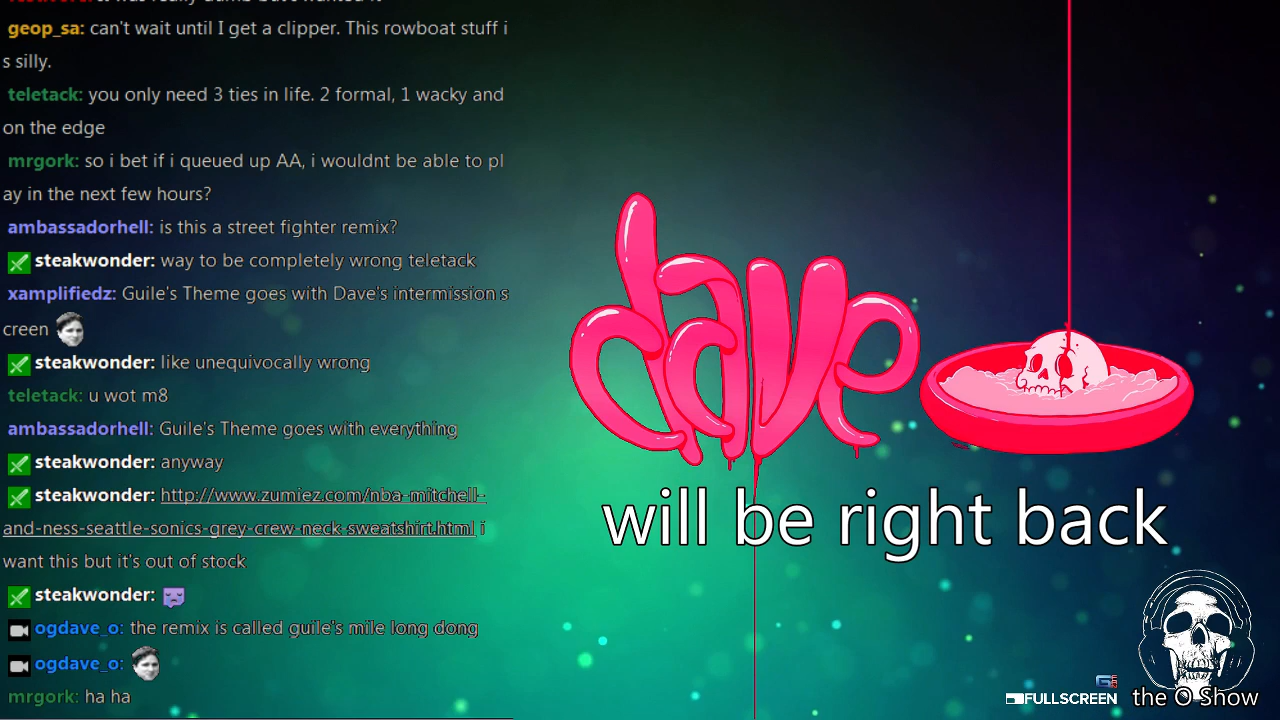 geop_sa: can't wait until I get a clipper. This rowboat stuff i
s silly.
teletack: you only need 3 ties in life. 2 formal, 1 wacky and
on the edge
mrgork: so i bet if i queued up AA, i wouldnt be able to pl
ay in the next few hours?
ambassadorhell: is this a street fighter remix?
steakwonder: way to be completely wrong teletack
xamplifiedz: Guile's Theme goes with Dave's intermission s
creen
steakwonder: like unequivocally wrong
teletack: u wot m8
ambassadorhell: Guile's Theme goes with everything
steakwonder: anyway
steakwonder: http://www.zumiez.com/nba-mitchell-
and-ness-seattle-sonics-grey-crew-neck-sweatshirt.html i
want this but it's out of stock
steakwonder:
ogdave_o: the remix is called guile's mile long dong
ogdave_o:
mrgork: ha ha
dave
will be right back
FULLSCREEN
the O Show